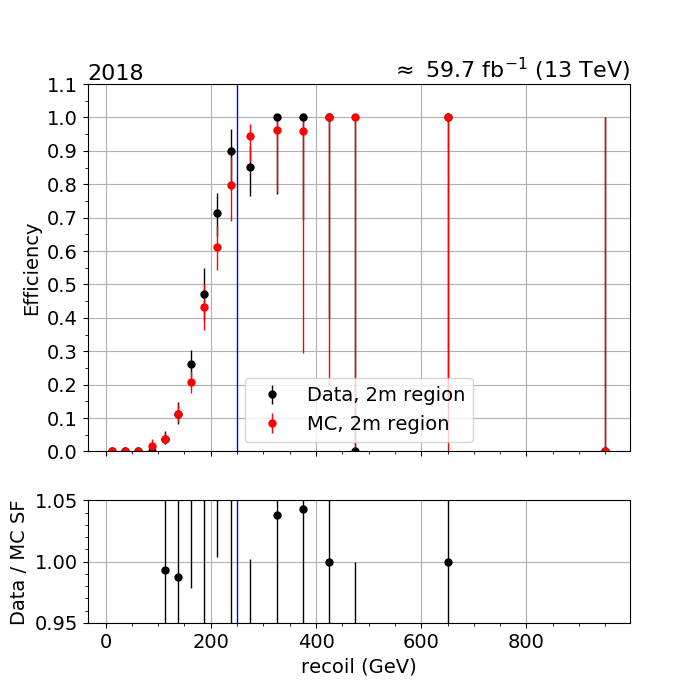 2018
≈ 59.7 fb⁻¹ (13 TeV)
1.1
1.0
0.9
0.8
0.7
0.6
0.5
0.4
0.3
0.2
0.1
0.0
Efficiency
Data, 2m region
MC, 2m region
1.05
1.00
0.95
Data / MC SF
0 200 400 600 800
recoil (GeV)